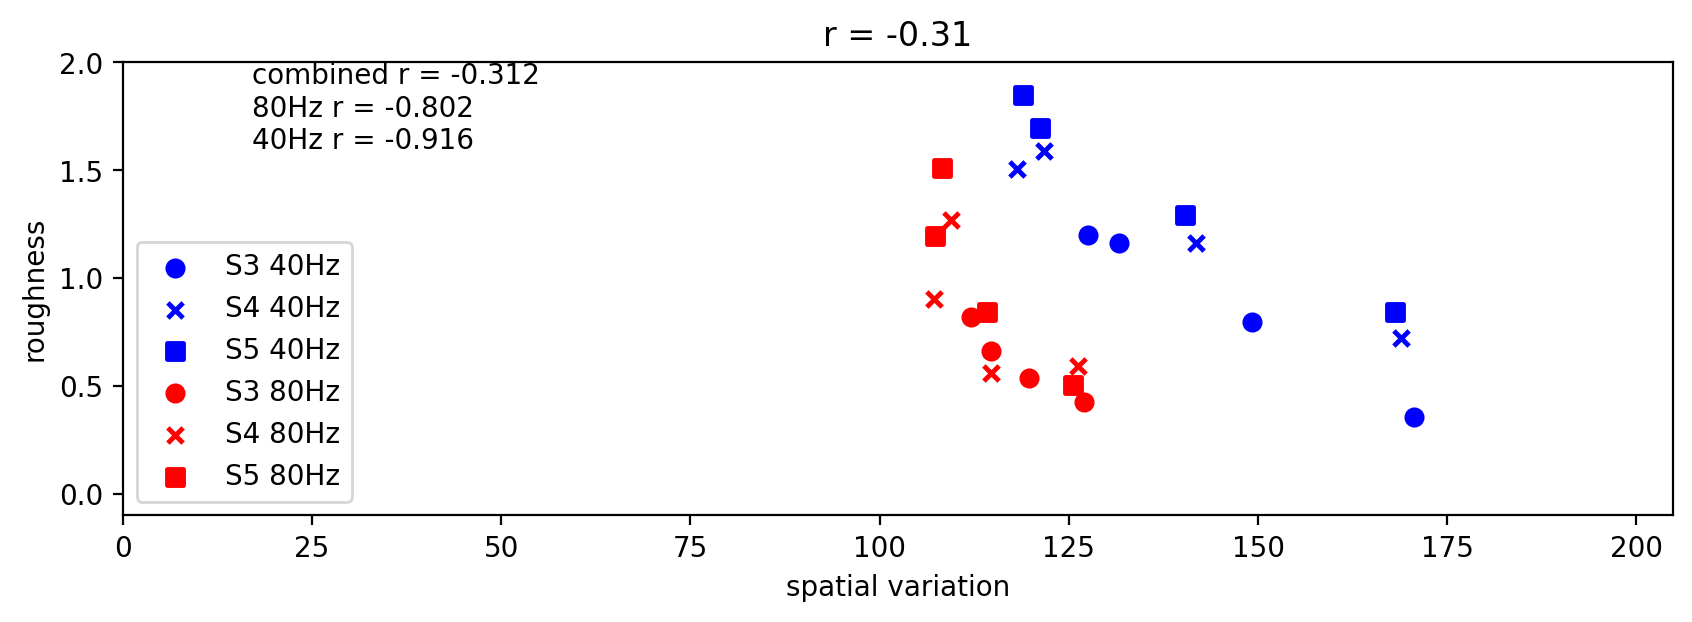 r = -0.31
combined r = -0.312
80Hz r = -0.802
40Hz r = -0.916
2.0
1.5
1.0
0.5
0.0
roughness
S3 40Hz
S4 40Hz
S5 40Hz
S3 80Hz
S4 80Hz
S5 80Hz
0 25 50 75 100 125 150 175 200
spatial variation